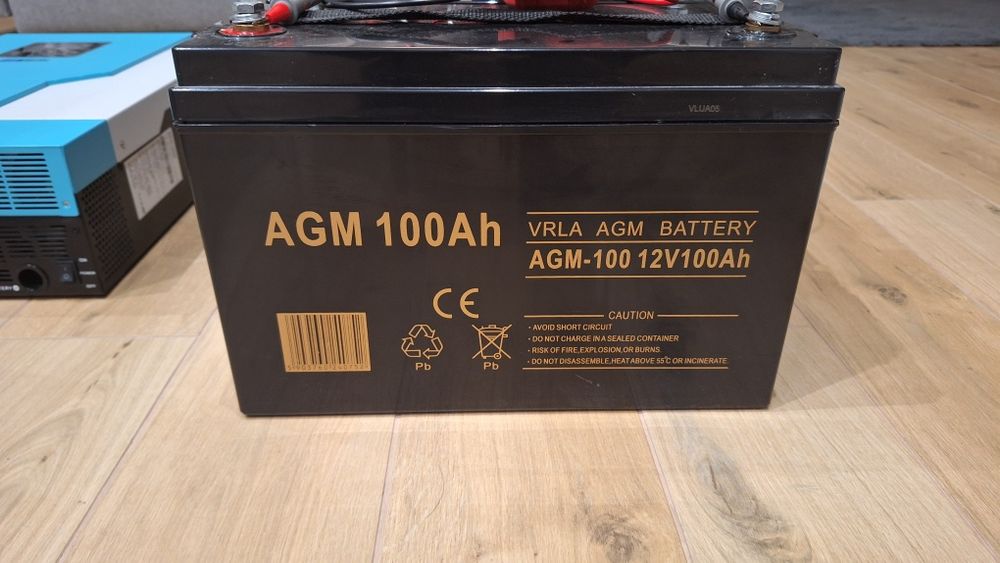 VLUA05
AGM 100Ah
VRLA AGM BATTERY
AGM-100 12V100Ah
CE
CAUTION
· AVOID SHORT CIRCUIT
· DO NOT CHARGE IN A SEALED CONTAINER
· RISK OF FIRE,EXPLOSION,OR BURNS.
· DO NOT DISASSEMBLE,HEAT ABOVE 55℃ OR INCINERATE
Pb
Pb